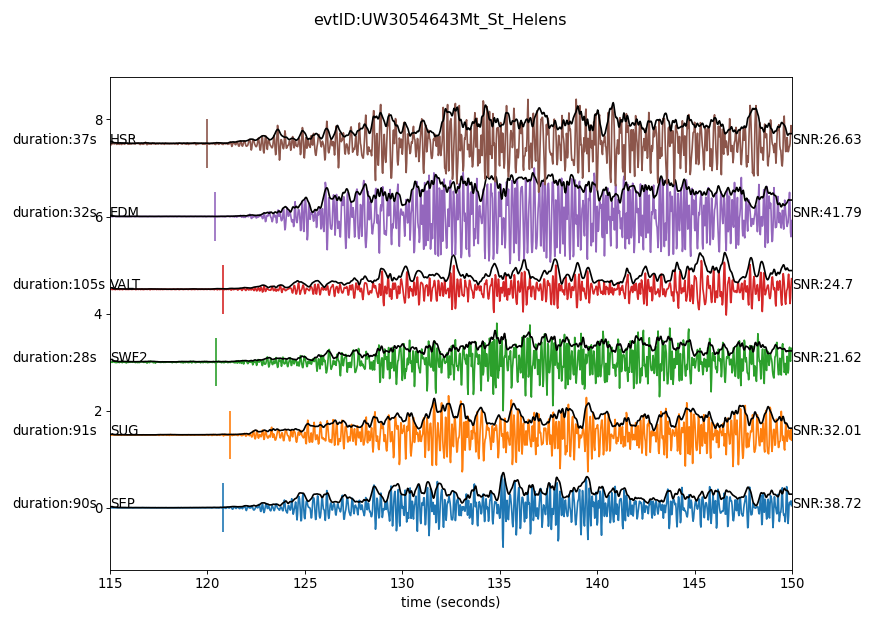 evtID:UW3054643Mt_St_Helens
8
duration:37s HSR SNR:26.63
duration:32s EDM SNR:41.79
6
duration:105s VALT SNR:24.7
4
duration:28s SWF2 SNR:21.62
2
duration:91s SUG SNR:32.01
duration:90s SEP SNR:38.72
0
115 120 125 130 135 140 145 150
time (seconds)